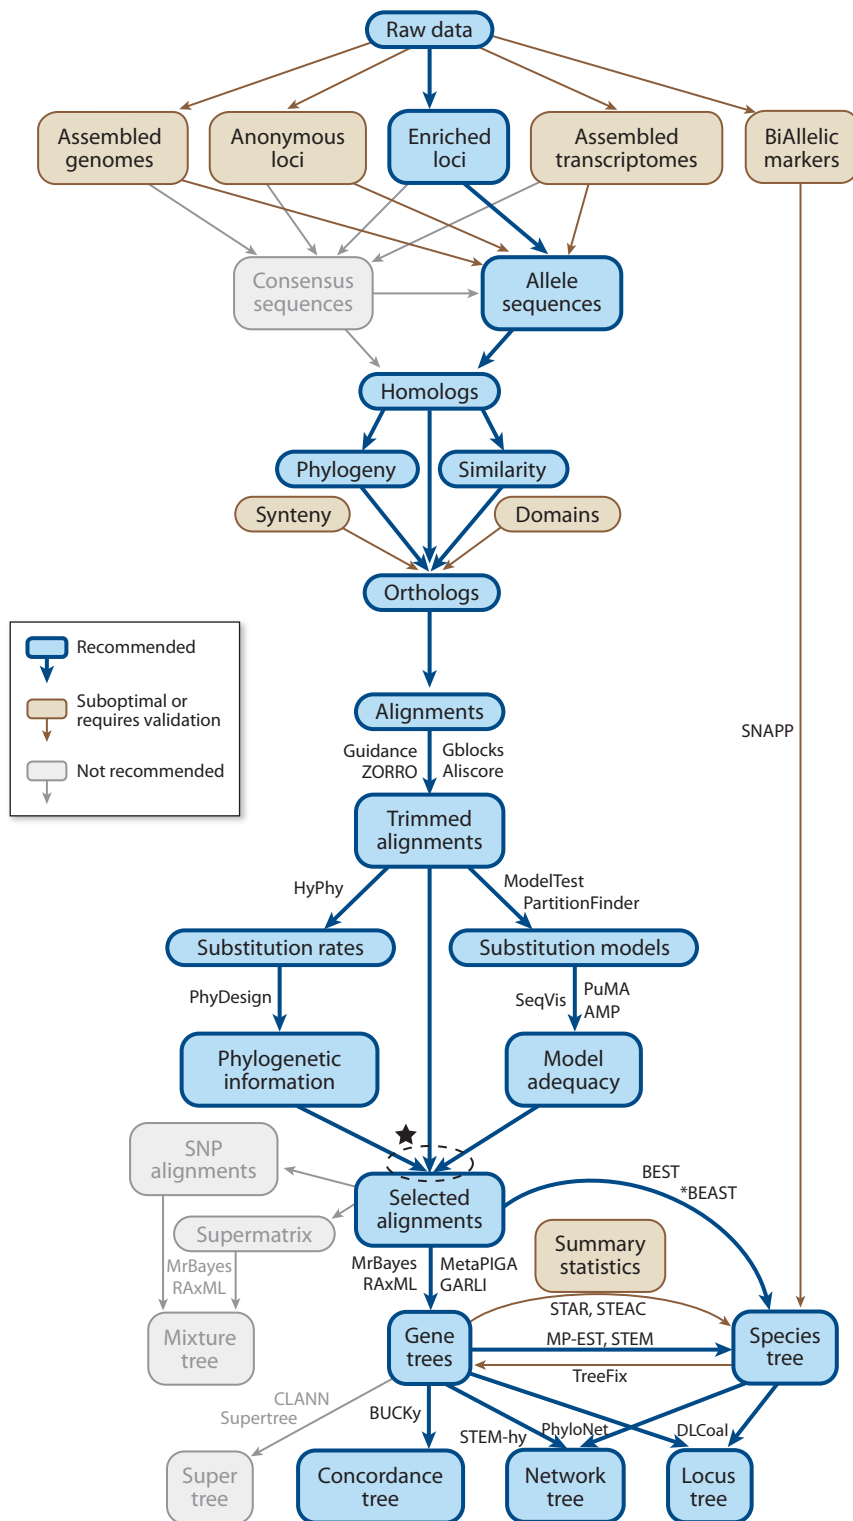 Raw data
Assembled
genomes
Anonymous
loci
Enriched
loci
Assembled
transcriptomes
BiAllelic
markers
Consensus
sequences
Allele
sequences
Homologs
Phylogeny
Similarity
Synteny
Domains
Orthologs
Recommended
Suboptimal or
requires validation
Not recommended
Alignments
SNAPP
Guidance
ZORRO
Gblocks
Aliscore
Trimmed
alignments
HyPhy
ModelTest
PartitionFinder
Substitution rates
Substitution models
PhyDesign
SeqVis
PuMA
AMP
Phylogenetic
information
Model
adequacy
SNP
alignments
Selected
alignments
BEST
*BEAST
Supermatrix
Summary
statistics
MrBayes
RAxML
MrBayes
RAxML
MetaPIGA
GARLI
STAR, STEAC
Mixture
tree
Gene
trees
MP-EST, STEM
Species
tree
TreeFix
CLANN
Supertree
BUCKy
STEM-hy
PhyloNet
DLCoal
Super
tree
Concordance
tree
Network
tree
Locus
tree